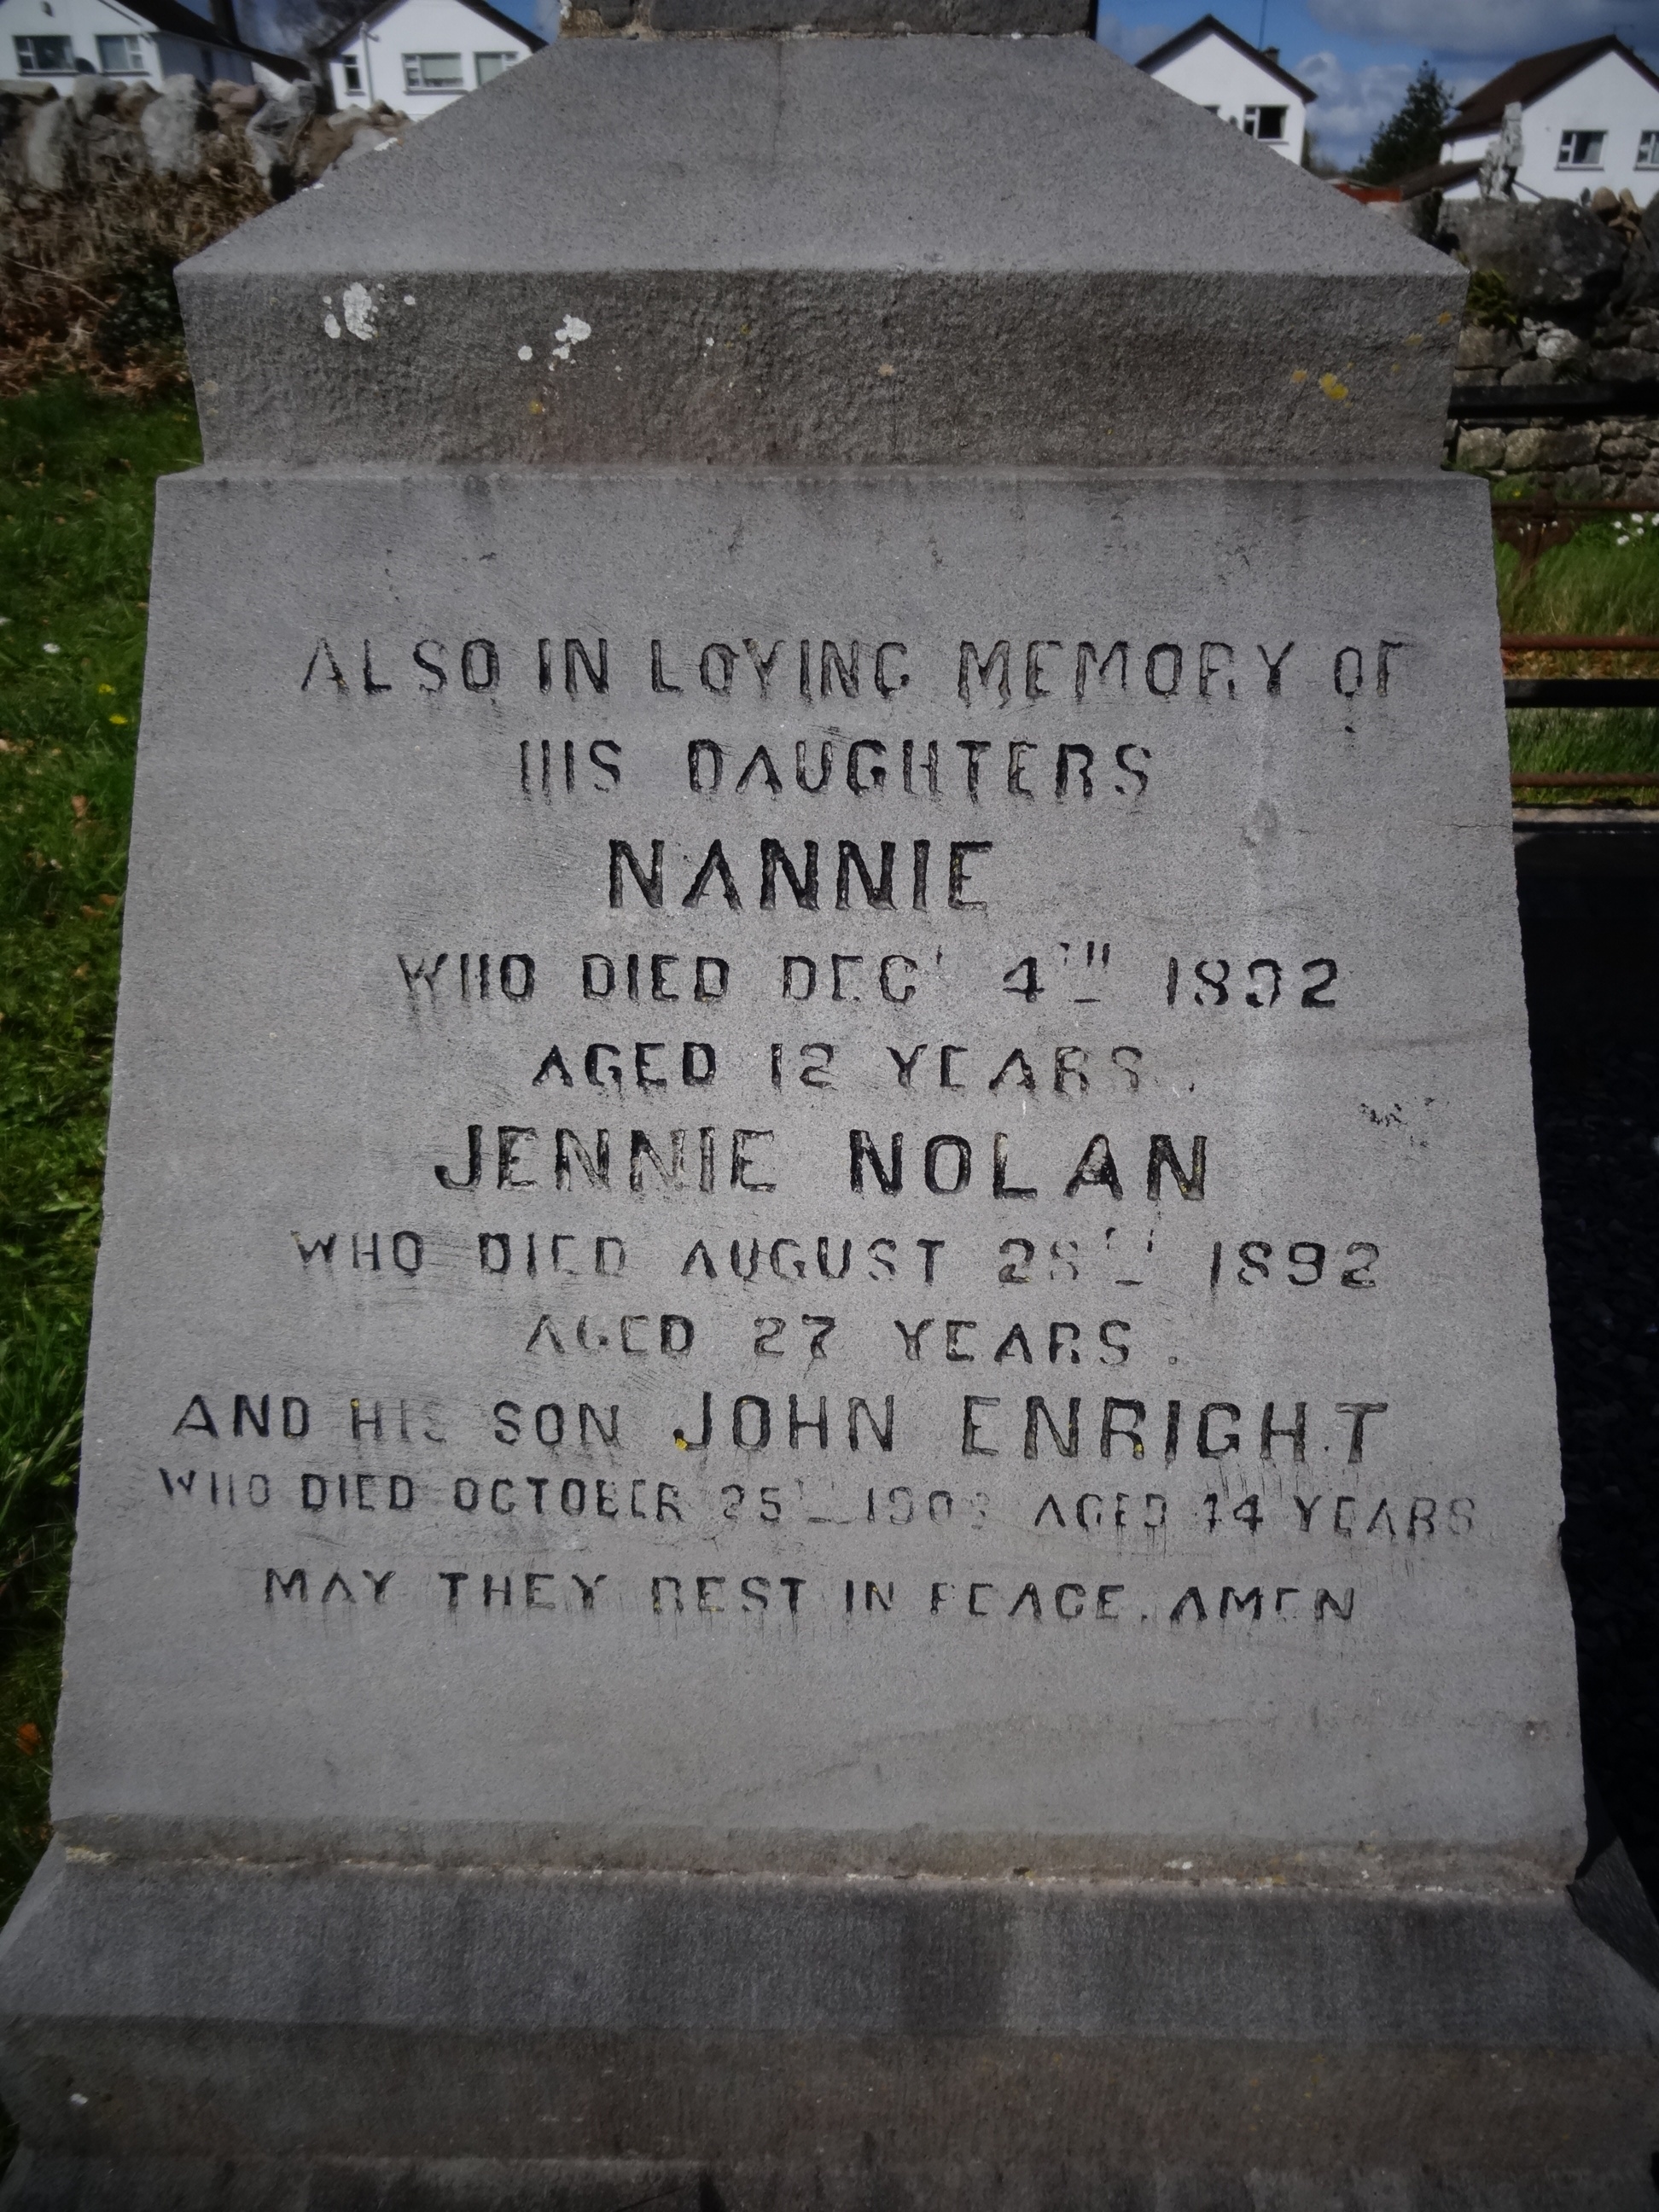 ALSO IN LOVING MEMORY OF
HIS DAUGHTERS
NANNIE
WHO DIED DEC' 4TH 1892
AGED 12 YEARS.
JENNIE NOLAN
WHO DIED AUGUST 28TH 1892
AGED 27 YEARS.
AND HIS SON JOHN ENRIGHT
WHO DIED OCTOBER 25TH AGED 44 YEARS
MAY THEY REST IN PEACE. AMEN